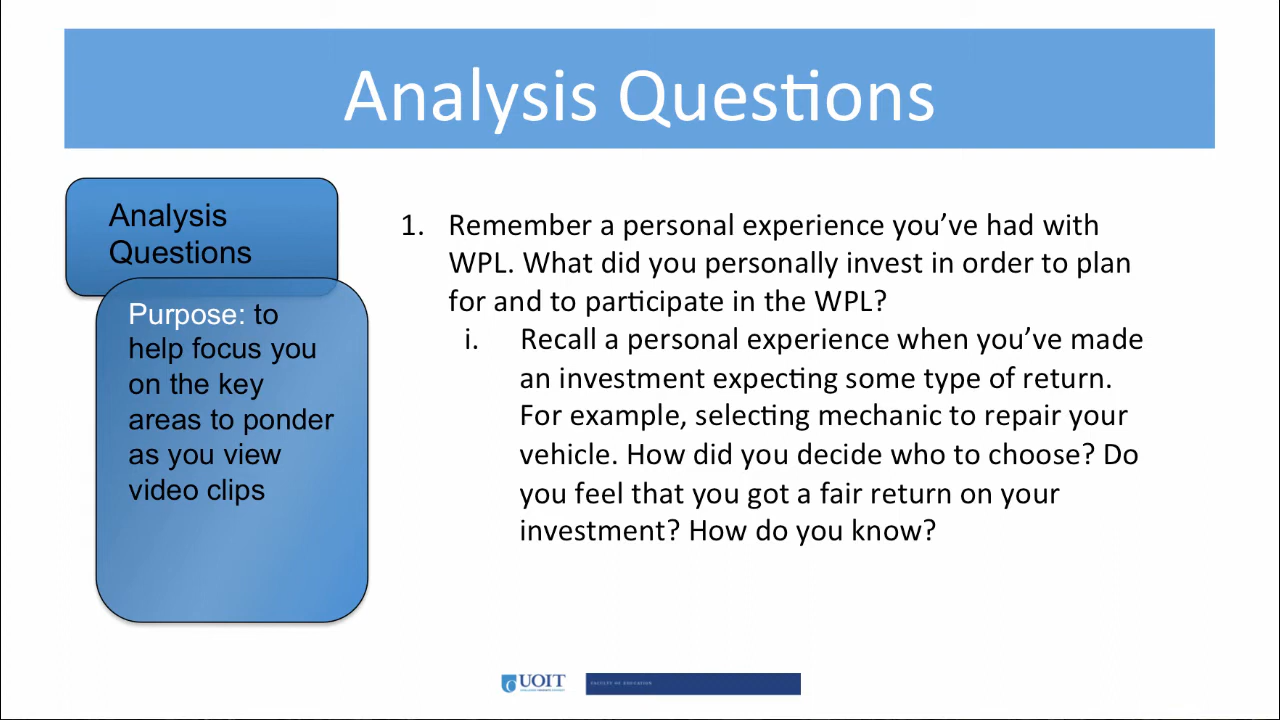 Analysis Questions
Analysis
Questions
Purpose: to
help focus you
on the key
areas to ponder
as you view
video clips
1. Remember a personal experience you’ve had with
WPL. What did you personally invest in order to plan
for and to participate in the WPL?
i. Recall a personal experience when you’ve made
an investment expecting some type of return.
For example, selecting mechanic to repair your
vehicle. How did you decide who to choose? Do
you feel that you got a fair return on your
investment? How do you know?
UOIT
FACULTY OF EDUCATION